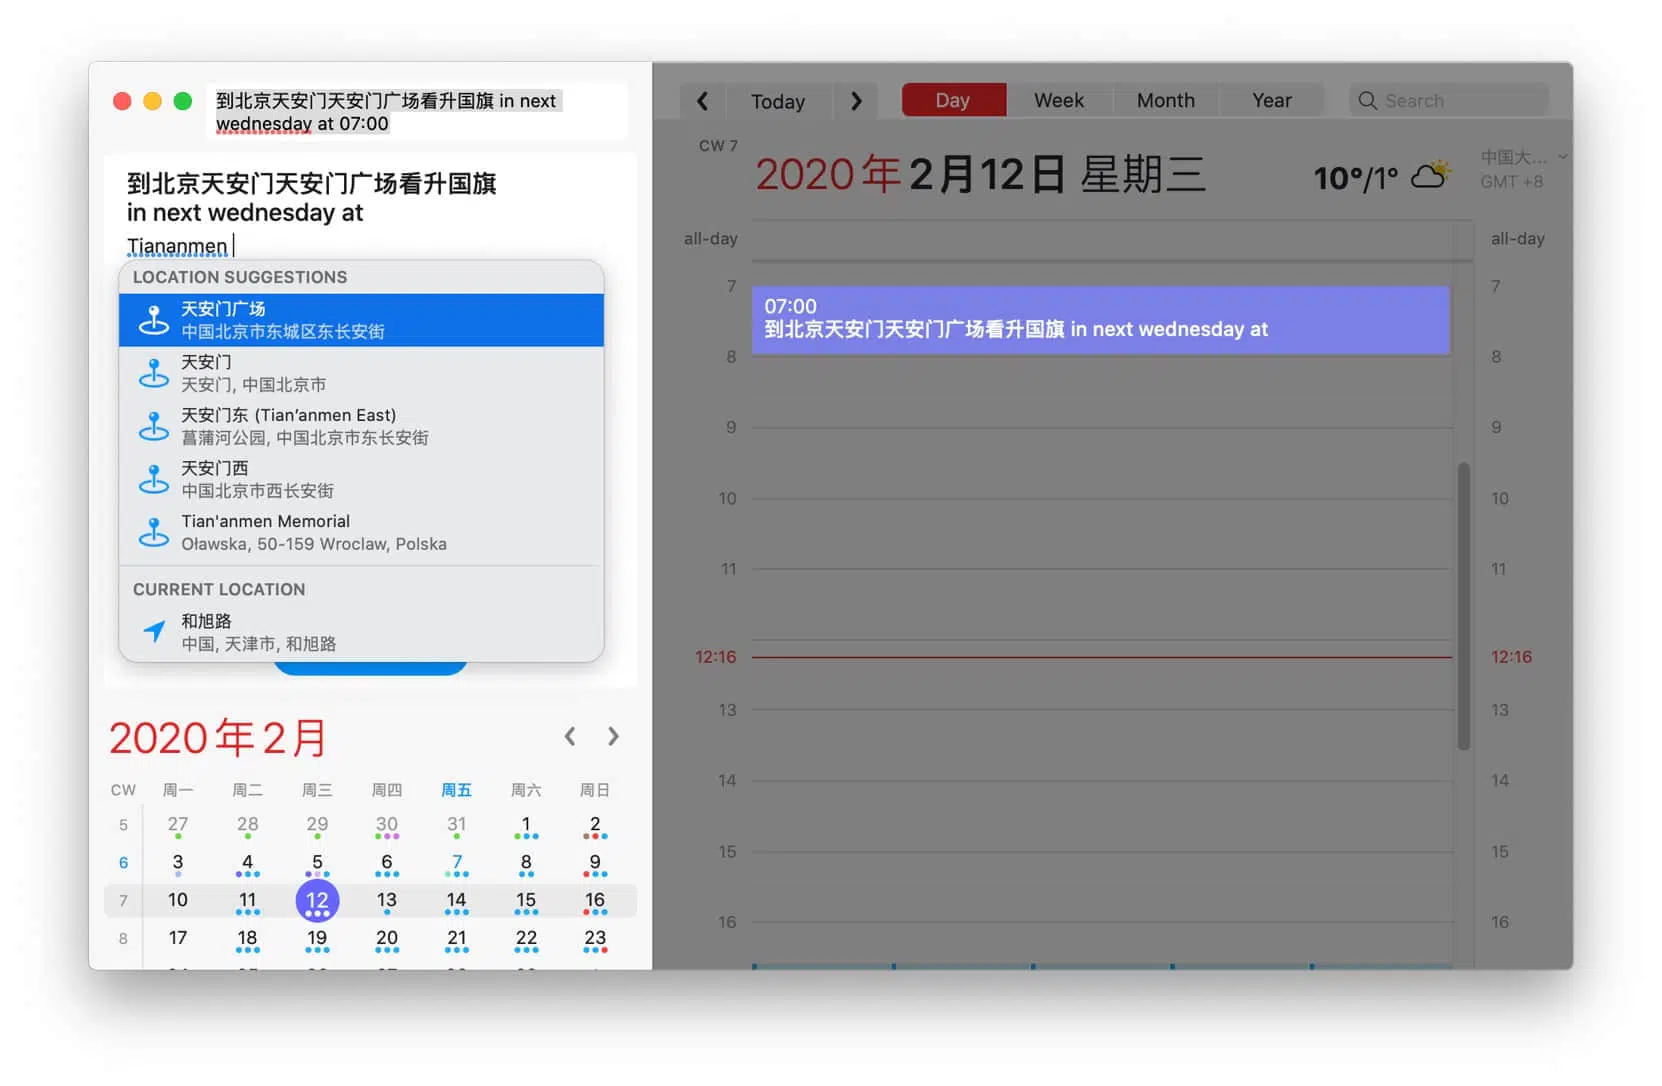 到北京天安门天安门广场看升国旗 in next
wednesday at 07:00
到北京天安门天安门广场看升国旗
in next wednesday at
Tiananmen
LOCATION SUGGESTIONS
天安门广场
中国北京市东城区东长安街
天安门
天安门, 中国北京市
天安门东 (Tian’anmen East)
菖蒲河公园, 中国北京市东长安街
天安门西
中国北京市西长安街
Tian'anmen Memorial
Oławska, 50-159 Wroclaw, Polska
CURRENT LOCATION
和旭路
中国, 天津市, 和旭路
2020年2月
CW 周一 周二 周三 周四 周五 周六 周日
5 27 28 29 30 31 1 2
6 3 4 5 6 7 8 9
7 10 11 12 13 14 15 16
8 17 18 19 20 21 22 23
Today Day Week Month Year Search
CW 7
2020年2月12日 星期三
10°/1°
中国大...
GMT +8
all-day all-day
7 7
07:00
到北京天安门天安门广场看升国旗 in next wednesday at
8 8
9 9
10 10
11 11
12:16 12:16
13 13
14 14
15 15
16 16